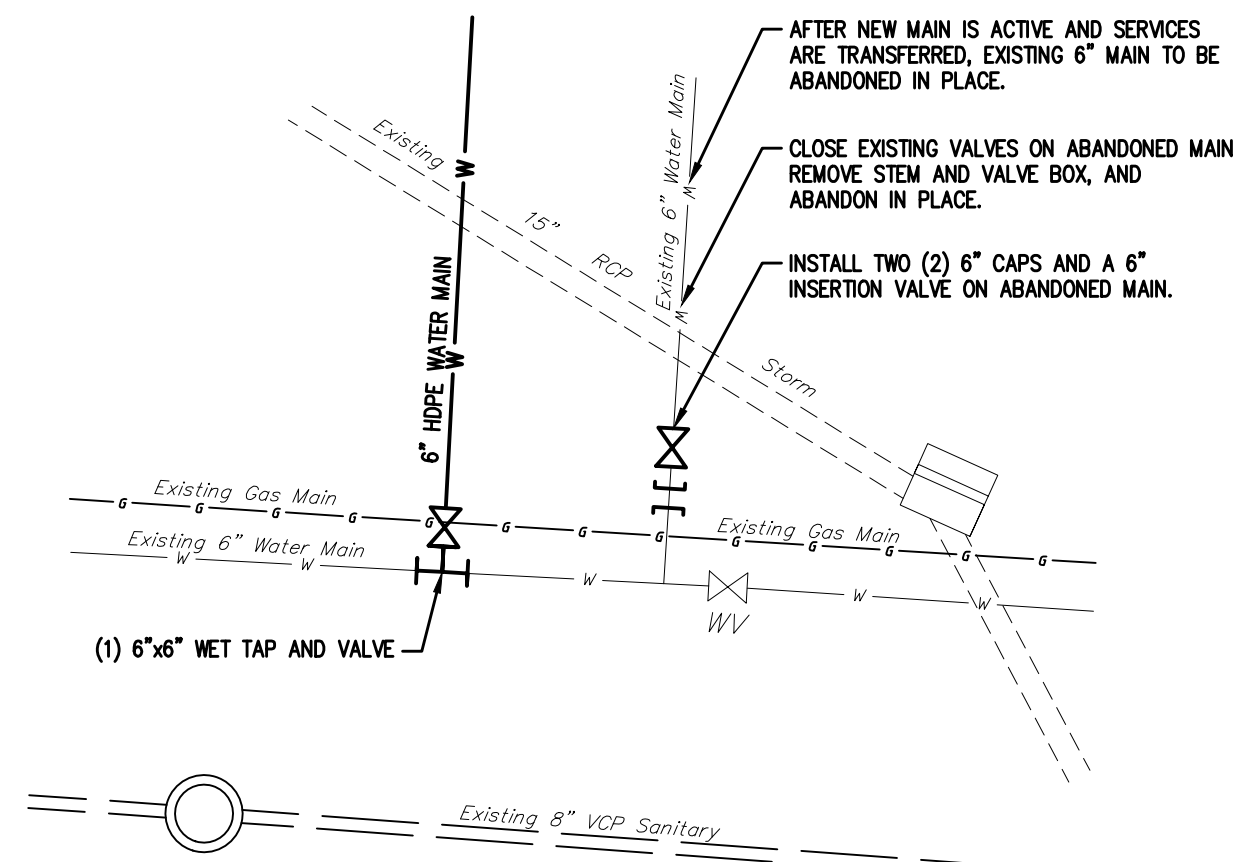 AFTER NEW MAIN IS ACTIVE AND SERVICES
ARE TRANSFERRED, EXISTING 6" MAIN TO BE
ABANDONED IN PLACE.
CLOSE EXISTING VALVES ON ABANDONED MAIN
REMOVE STEM AND VALVE BOX, AND
ABANDON IN PLACE.
INSTALL TWO (2) 6" CAPS AND A 6"
INSERTION VALVE ON ABANDONED MAIN.
Existing 15" RCP Storm
W
W
6" HDPE WATER MAIN
Existing 6" Water Main
W
W
Existing Gas Main
G G G G G G G G G G G G G
Existing Gas Main
Existing 6" Water Main
W W W W W
WV
(1) 6"x6" WET TAP AND VALVE
Existing 8" VCP Sanitary